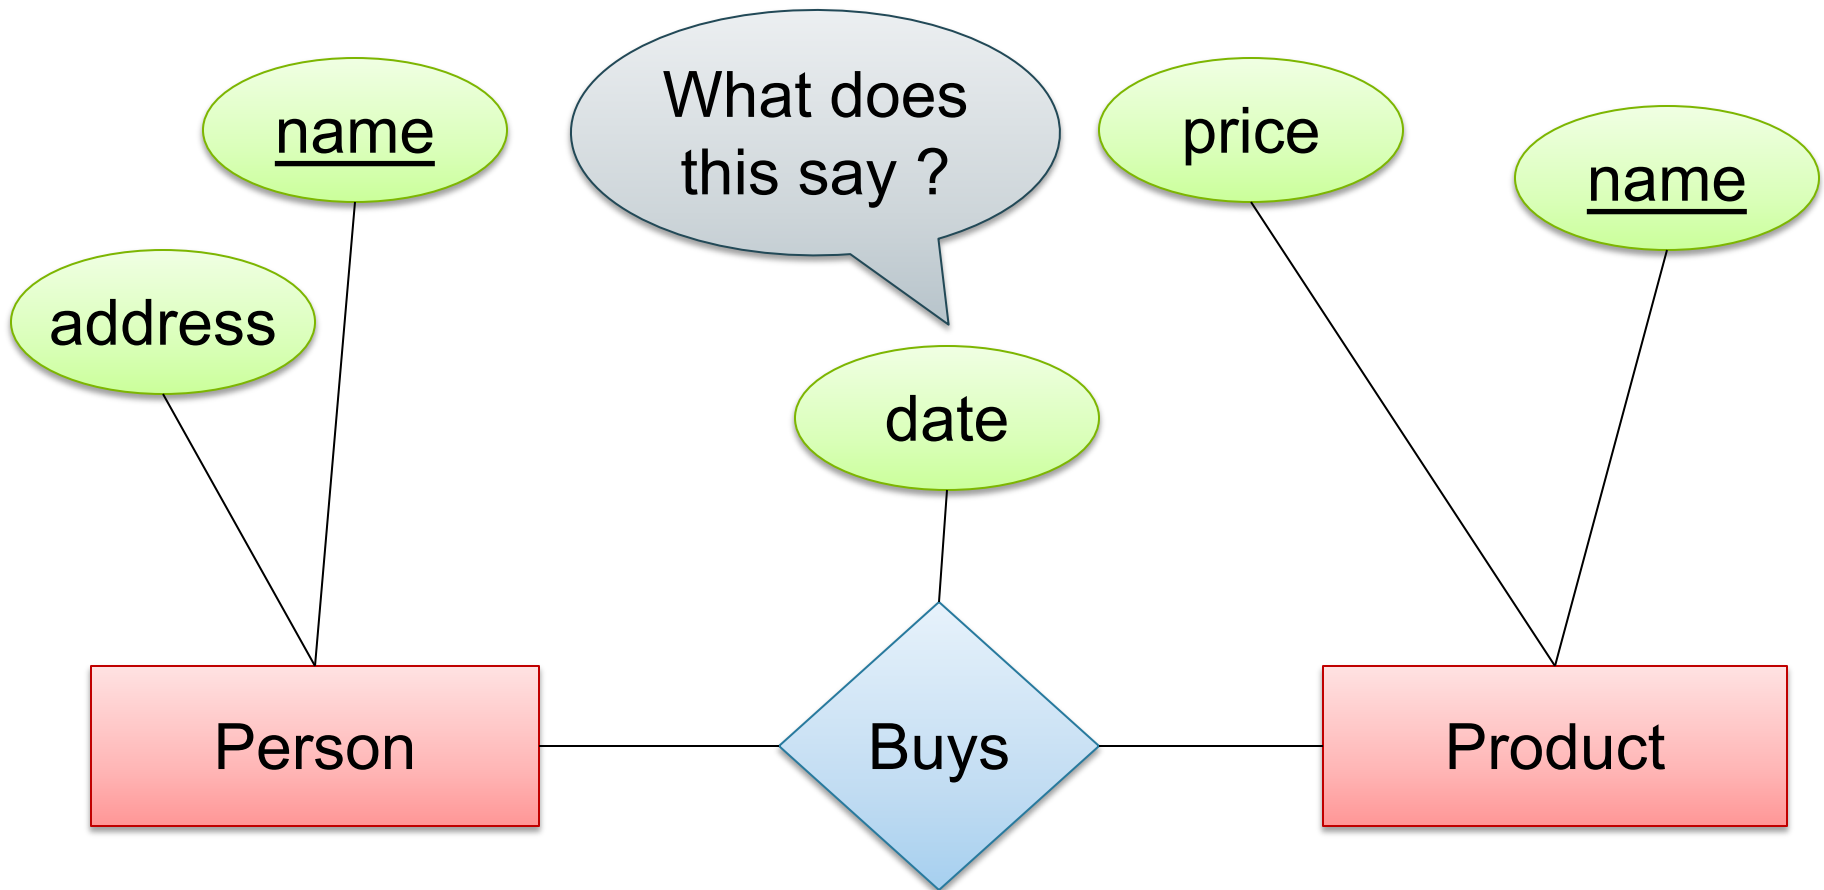 What does
this say ?
name
price
name
address
date
Person
Buys
Product